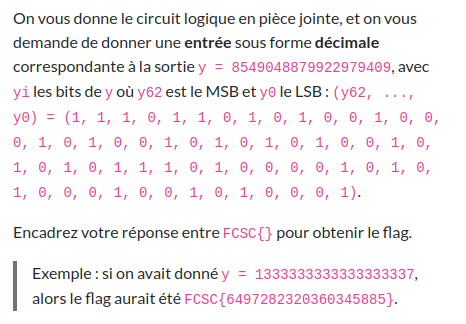 On vous donne le circuit logique en pièce jointe, et on vous
demande de donner une entrée sous forme décimale
correspondante à la sortie y = 8549048879922979409, avec
yi les bits de y où y62 est le MSB et y0 le LSB : (y62, ...,
y0) = (1, 1, 1, 0, 1, 1, 0, 1, 0, 1, 0, 0, 1, 0, 0,
0, 1, 0, 1, 0, 0, 1, 0, 1, 0, 1, 0, 1, 0, 0, 1, 0,
1, 0, 1, 0, 1, 1, 1, 0, 1, 0, 0, 0, 0, 1, 0, 1, 0,
1, 0, 0, 0, 1, 0, 0, 1, 0, 1, 0, 0, 0, 1).
Encadrez votre réponse entre FCSC{} pour obtenir le flag.
Exemple : si on avait donné y = 1333333333333333337,
alors le flag aurait été FCSC{6497282320360345885}.